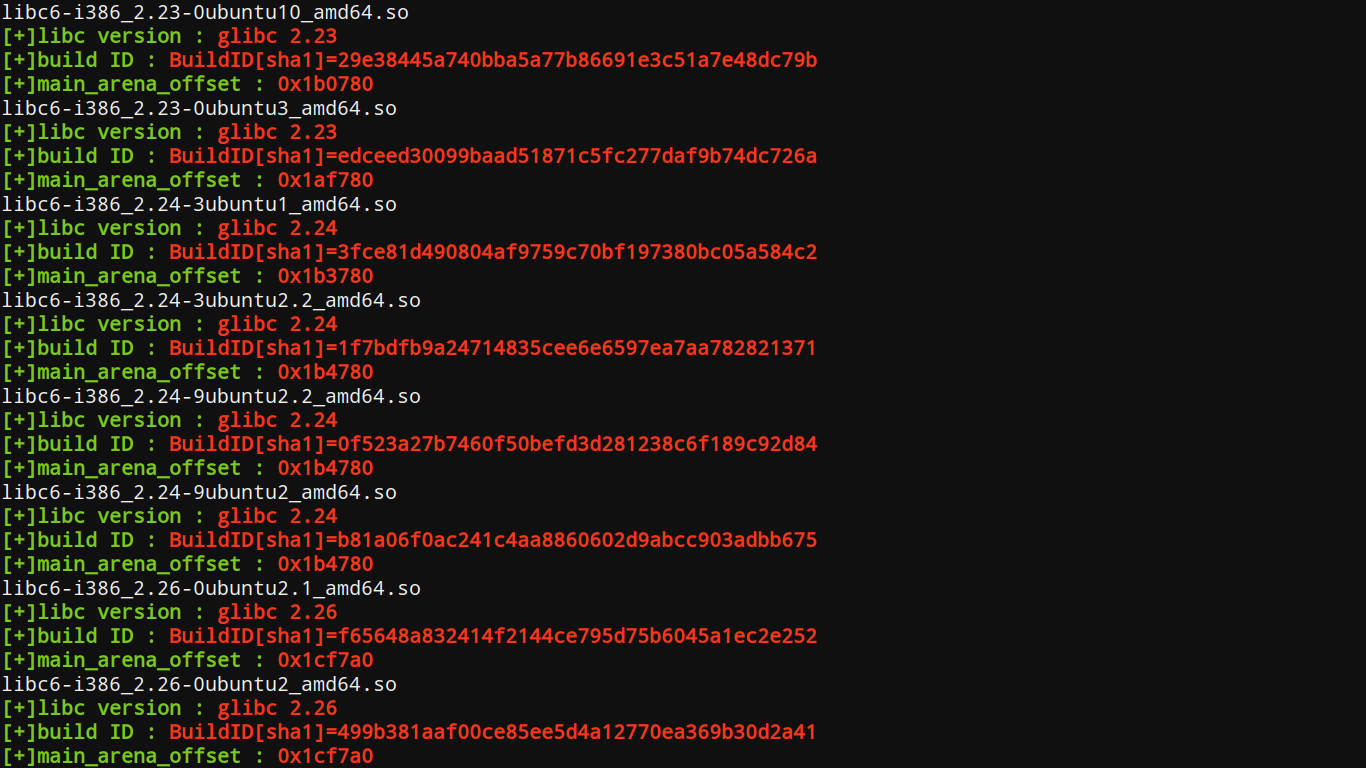 libc6-i386_2.23-0ubuntu10_amd64.so
[+]libc version : glibc 2.23
[+]build ID : BuildID[sha1]=29e38445a740bba5a77b86691e3c51a7e48dc79b
[+]main_arena_offset : 0x1b0780
libc6-i386_2.23-0ubuntu3_amd64.so
[+]libc version : glibc 2.23
[+]build ID : BuildID[sha1]=edceed30099baad51871c5fc277daf9b74dc726a
[+]main_arena_offset : 0x1af780
libc6-i386_2.24-3ubuntu1_amd64.so
[+]libc version : glibc 2.24
[+]build ID : BuildID[sha1]=3fce81d490804af9759c70bf197380bc05a584c2
[+]main_arena_offset : 0x1b3780
libc6-i386_2.24-3ubuntu2.2_amd64.so
[+]libc version : glibc 2.24
[+]build ID : BuildID[sha1]=1f7bdfb9a24714835cee6e6597ea7aa782821371
[+]main_arena_offset : 0x1b4780
libc6-i386_2.24-9ubuntu2.2_amd64.so
[+]libc version : glibc 2.24
[+]build ID : BuildID[sha1]=0f523a27b7460f50befd3d281238c6f189c92d84
[+]main_arena_offset : 0x1b4780
libc6-i386_2.24-9ubuntu2_amd64.so
[+]libc version : glibc 2.24
[+]build ID : BuildID[sha1]=b81a06f0ac241c4aa8860602d9abcc903adbb675
[+]main_arena_offset : 0x1b4780
libc6-i386_2.26-0ubuntu2.1_amd64.so
[+]libc version : glibc 2.26
[+]build ID : BuildID[sha1]=f65648a832414f2144ce795d75b6045a1ec2e252
[+]main_arena_offset : 0x1cf7a0
libc6-i386_2.26-0ubuntu2_amd64.so
[+]libc version : glibc 2.26
[+]build ID : BuildID[sha1]=499b381aaf00ce85ee5d4a12770ea369b30d2a41
[+]main_arena_offset : 0x1cf7a0